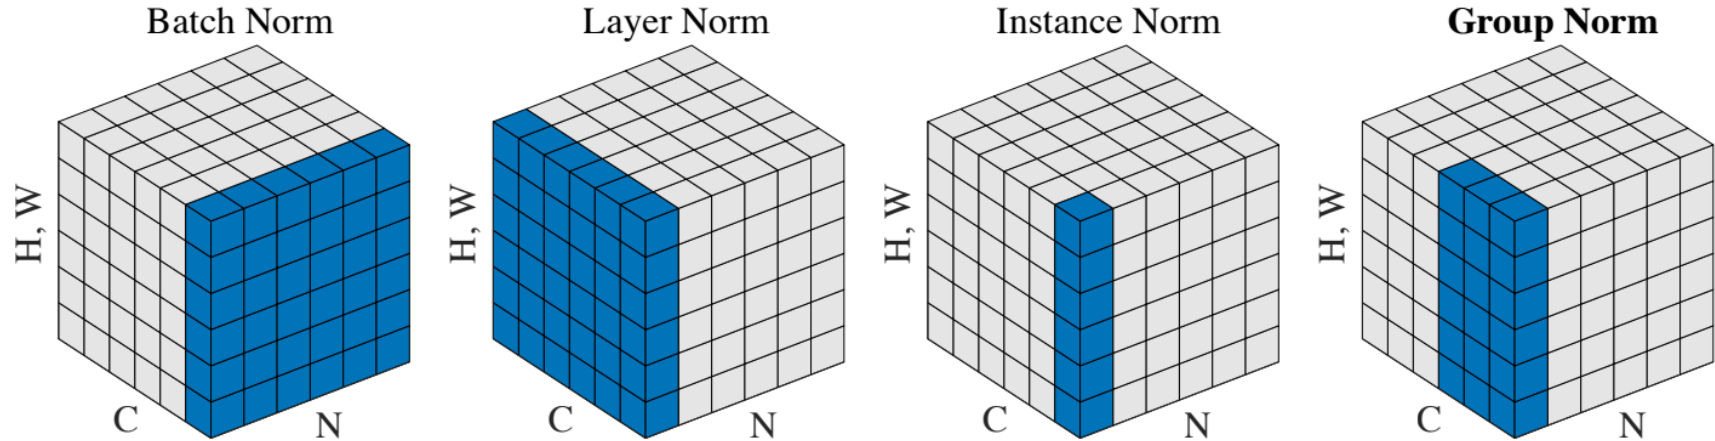 Batch Norm
H, W
C
N
Layer Norm
H, W
C
N
Instance Norm
H, W
C
N
Group Norm
H, W
C
N